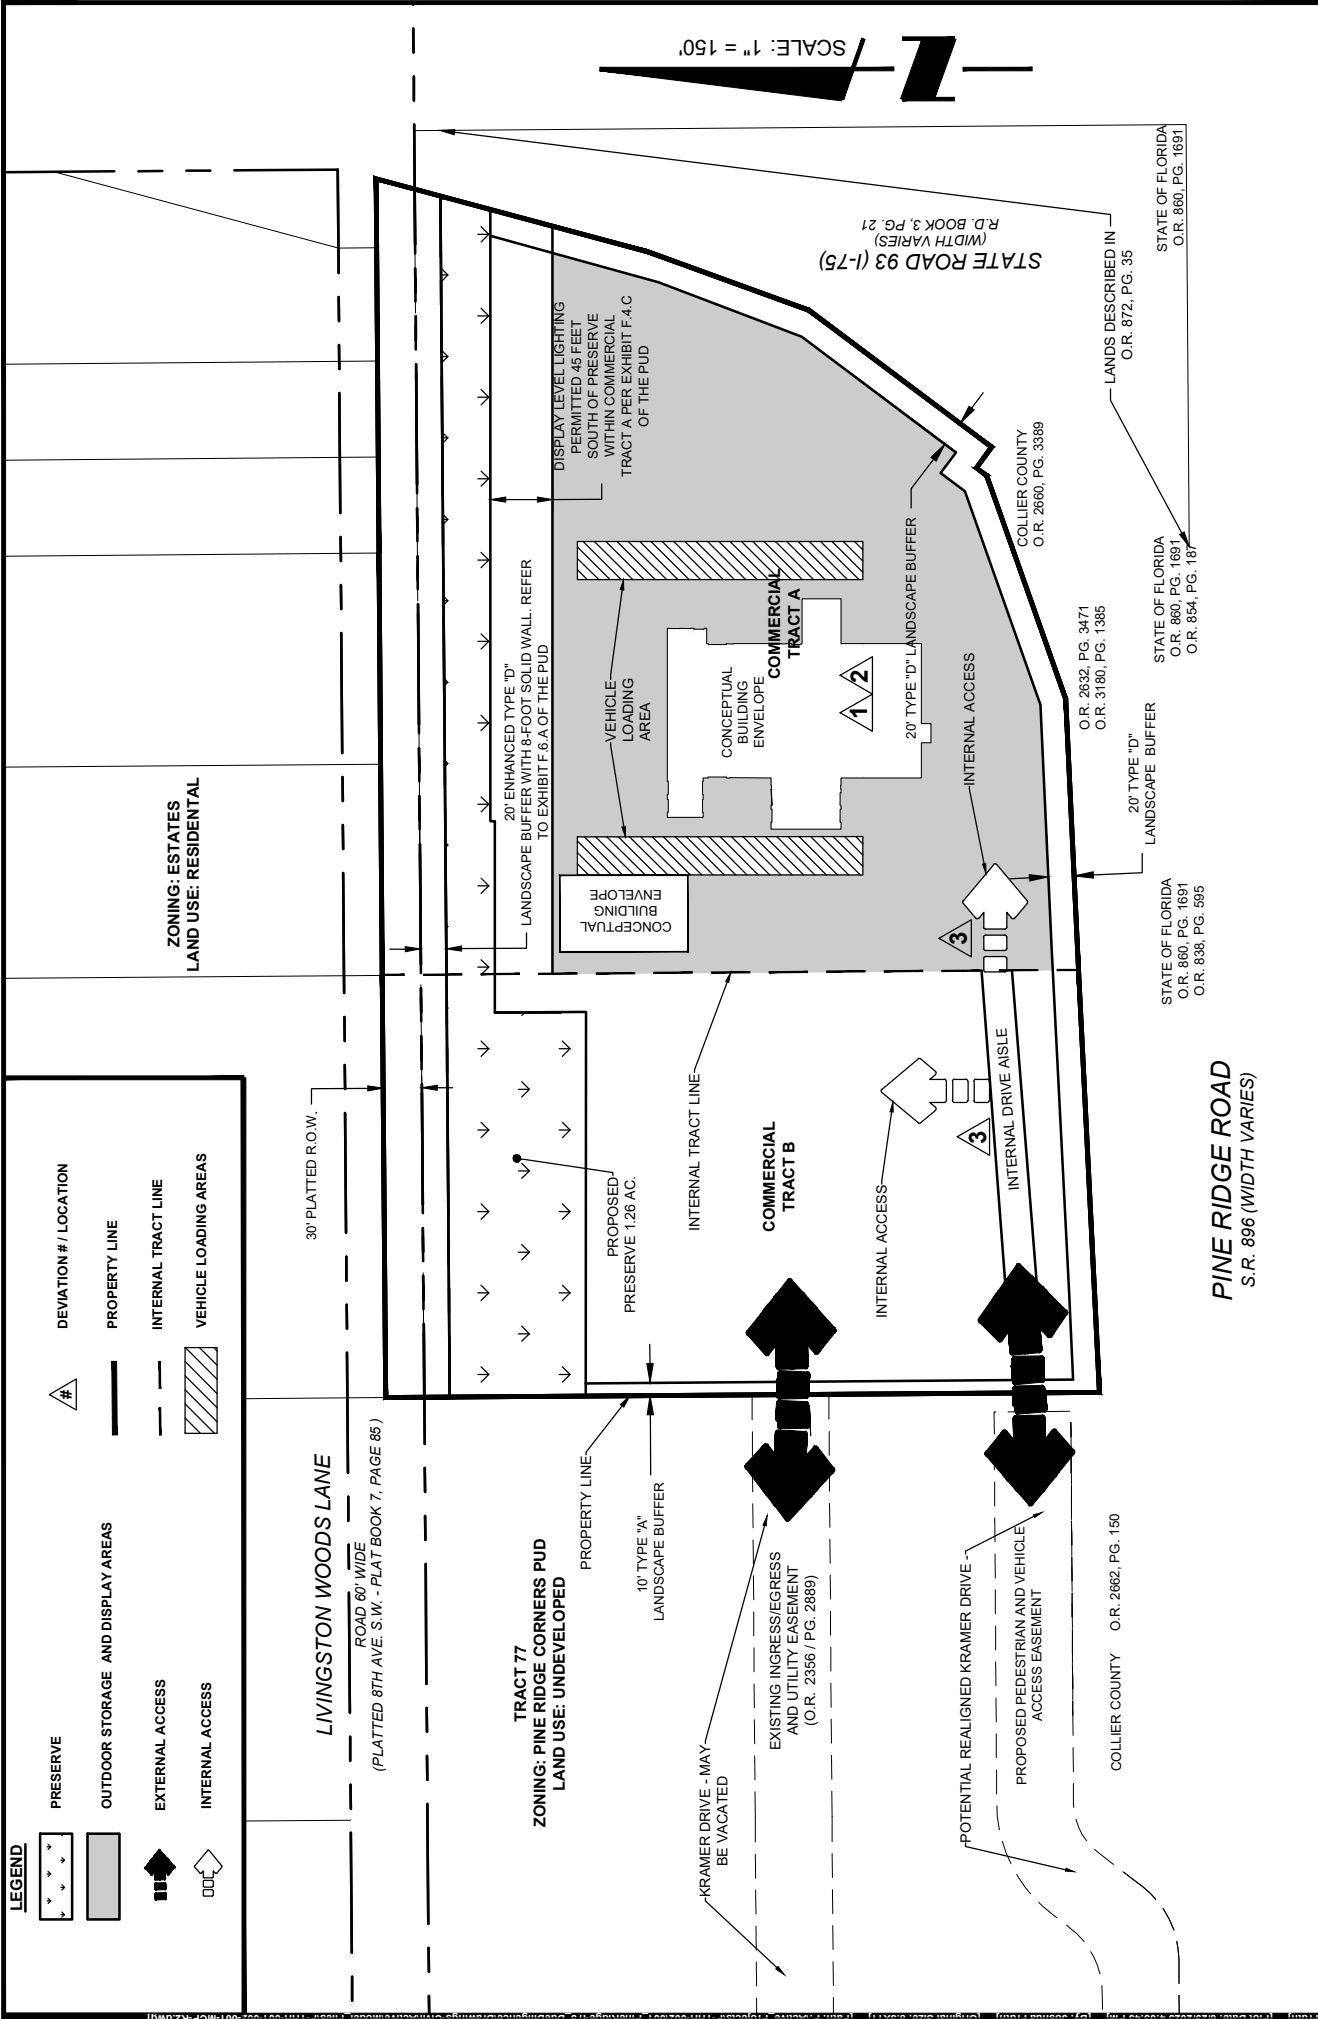 LEGEND
PRESERVE
OUTDOOR STORAGE AND DISPLAY AREAS
EXTERNAL ACCESS
INTERNAL ACCESS
#
DEVIATION # / LOCATION
PROPERTY LINE
INTERNAL TRACT LINE
VEHICLE LOADING AREAS
LIVINGSTON WOODS LANE
ROAD 60' WIDE
(PLATTED 8TH AVE. S.W. - PLAT BOOK 7, PAGE 85)
30' PLATTED R.O.W.
ZONING: ESTATES
LAND USE: RESIDENTAL
SCALE: 1" = 150'
TRACT 77
ZONING: PINE RIDGE CORNERS PUD
LAND USE: UNDEVELOPED
PROPERTY LINE
10' TYPE "A"
LANDSCAPE BUFFER
KRAMER DRIVE - MAY
BE VACATED
EXISTING INGRESS/EGRESS
AND UTILITY EASEMENT
(O.R. 2356 / PG. 2889)
POTENTIAL REALIGNED KRAMER DRIVE -
PROPOSED PEDESTRIAN AND VEHICLE
ACCESS EASEMENT
COLLIER COUNTY O.R. 2662, PG. 150
PROPOSED
PRESERVE 1.26 AC.
INTERNAL TRACT LINE
COMMERCIAL
TRACT B
INTERNAL ACCESS
3
INTERNAL DRIVE AISLE
20' ENHANCED TYPE "D"
LANDSCAPE BUFFER WITH 8-FOOT SOLID WALL. REFER
TO EXHIBIT F.6.A OF THE PUD
CONCEPTUAL
BUILDING
ENVELOPE
VEHICLE
LOADING
AREA
CONCEPTUAL
BUILDING
ENVELOPE
COMMERCIAL
TRACT A
1 2
DISPLAY LEVEL LIGHTING
PERMITTED 45 FEET
SOUTH OF PRESERVE
WITHIN COMMERCIAL
TRACT A PER EXHIBIT F.4.C
OF THE PUD
20' TYPE "D" LANDSCAPE BUFFER
INTERNAL ACCESS
3
STATE ROAD 93 (I-75)
(WIDTH VARIES)
R.D. BOOK 3, PG. 21
COLLIER COUNTY
O.R. 2660, PG. 3389
LANDS DESCRIBED IN
O.R. 872, PG. 35
STATE OF FLORIDA
O.R. 860, PG. 1691
STATE OF FLORIDA
O.R. 860, PG. 1691
O.R. 854, PG. 187
O.R. 2632, PG. 3471
O.R. 3180, PG. 1385
20' TYPE "D"
LANDSCAPE BUFFER
STATE OF FLORIDA
O.R. 860, PG. 1691
O.R. 838, PG. 595
PINE RIDGE ROAD
S.R. 896 (WIDTH VARIES)